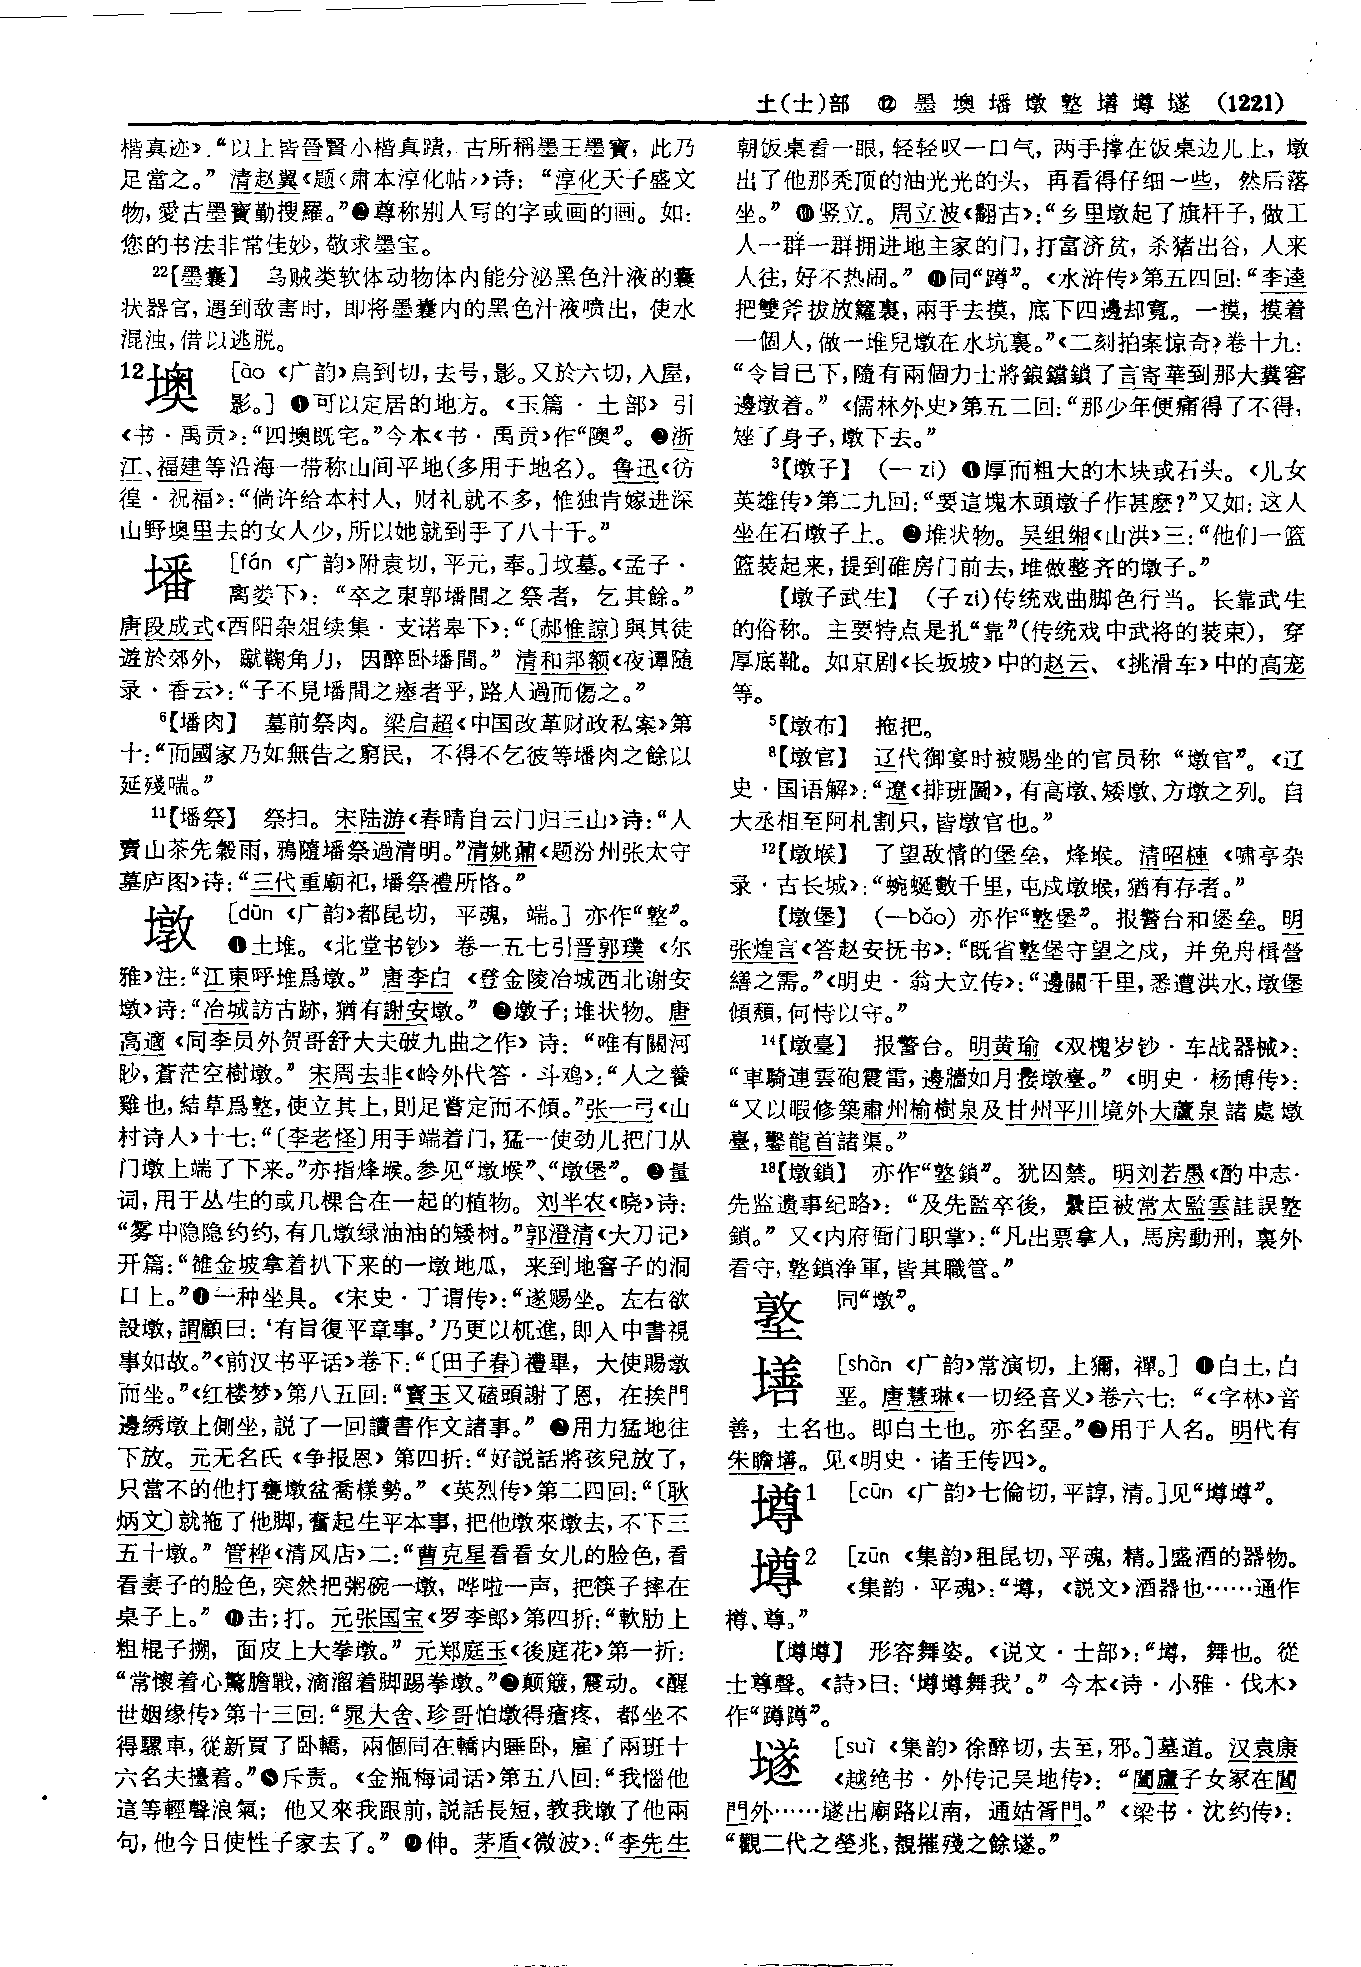 土(士)部 ⑫ 墨 墺 墦 墩 墪 墡 墫 墜 (1221)
楷真迹》:“以上皆晉賢小楷真蹟,古所稱墨王墨寶,此乃
足當之。” 清赵翼《题〈肃本淳化帖〉》诗: “淳化天子盛文
物,愛古墨寶勤搜羅。”❷尊称别人写的字或画的画。如:
您的书法非常佳妙,敬求墨宝。
22【墨囊】 乌贼类软体动物体内能分泌黑色汁液的囊
状器官,遇到敌害时,即将墨囊内的黑色汁液喷出,使水
混浊,借以逃脱。
12墺 [ào 《广韵》烏到切,去号,影。又於六切,入屋,
影。] ❶可以定居的地方。《玉篇·土部》引
《书·禹贡》:“四墺既宅。”今本《书·禹贡》作“隩”。 ❷浙
江、福建等沿海一带称山间平地(多用于地名)。鲁迅《彷
徨·祝福》:“倘许给本村人,财礼就不多,惟独肯嫁进深
山野墺里去的女人少,所以她就到手了八十千。”
墦 [fán 《广韵》附袁切,平元,奉。]坟墓。《孟子·
离娄下》: “卒之東郭墦間之祭者, 乞其餘。”
唐段成式《酉阳杂俎续集·支诺皋下》:“〔郝惟諒〕與其徒
遊於郊外, 蹴鞠角力, 因醉卧墦間。” 清和邦额《夜谭随
录·香云》:“子不見墦間之瘞者乎,路人過而傷之。”
6【墦肉】 墓前祭肉。梁启超《中国改革财政私案》第
十:“而國家乃如無告之窮民, 不得不乞彼等墦肉之餘以
延殘喘。”
11【墦祭】 祭扫。宋陆游《春晴自云门归三山》诗:“人
賣山茶先穀雨,鴉隨墦祭過清明。”清姚鼐《题汾州张太守
墓庐图》诗:“三代重廟祀,墦祭禮所恪。”
墩 [dūn 《广韵》都昆切, 平魂, 端。] 亦作“墪”。
❶土堆。《北堂书钞》卷一五七引晋郭璞《尔
雅》注:“江東呼堆爲墩。” 唐李白《登金陵冶城西北谢安
墩》诗:“冶城訪古跡,猶有謝安墩。” ❷墩子;堆状物。唐
高適《同李员外贺哥舒大夫破九曲之作》诗: “唯有關河
眇,蒼茫空樹墩。” 宋周去非《岭外代答·斗鸡》:“人之養
雞也,結草爲墪,使立其上,則足嘗定而不傾。”张一弓《山
村诗人》十七:“〔李老怪〕用手端着门,猛一使劲儿把门从
门墩上端了下来。”亦指烽堠。参见“墩堠”、“墩堡”。 ❸量
词,用于丛生的或几棵合在一起的植物。刘半农《晓》诗:
“雾中隐隐约约,有几墩绿油油的矮树。”郭澄清《大刀记》
开篇:“雒金坡拿着扒下来的一墩地瓜, 来到地窨子的洞
口上。”❹一种坐具。《宋史·丁谓传》:“遂赐坐。左右欲
設墩,謂顧曰:‘有旨復平章事。’乃更以杌進,即入中書視
事如故。”《前汉书平话》卷下:“〔田子春〕禮畢, 大使賜墩
而坐。”《红楼梦》第八五回:“寳玉又磕頭謝了恩, 在挨門
邊綉墩上側坐,説了一回讀書作文諸事。” ❺用力猛地往
下放。元无名氏《争报恩》第四折:“好説話將孩兒放了,
只當不的他打甕墩盆喬樣勢。” 《英烈传》第二四回:“〔耿
炳文〕就拖了他脚,奮起生平本事,把他墩來墩去,不下三
五十墩。” 管桦《清风店》二:“曹克星看看女儿的脸色,看
看妻子的脸色,突然把粥碗一墩, 哗啦一声, 把筷子摔在
桌子上。” ❻击;打。元张国宝《罗李郎》第四折:“軟肋上
粗棍子搠, 面皮上大拳墩。” 元郑庭玉《後庭花》第一折:
“常懷着心驚膽戰,滴溜着脚踢拳墩。”❼颠簸,震动。《醒
世姻缘传》第十三回:“晁大舍、珍哥怕墩得瘡疼, 都坐不
得騾車,從新買了卧轎, 兩個同在轎内睡卧, 雇了兩班十
六名夫擡着。”❽斥责。《金瓶梅词话》第五八回:“我惱他
這等輕聲浪氣; 他又來我跟前,説話長短,教我墩了他兩
句,他今日使性子家去了。” ❾伸。茅盾《微波》:“李先生
朝饭桌看一眼,轻轻叹一口气, 两手撑在饭桌边儿上,墩
出了他那秃顶的油光光的头, 再看得仔细一些, 然后落
坐。” ❿竖立。周立波《翻古》:“乡里墩起了旗杆子,做工
人一群一群拥进地主家的门,打富济贫, 杀猪出谷, 人来
人往,好不热闹。” ⓫同“蹲”。《水浒传》第五四回:“李逵
把雙斧拔放籮裏,兩手去摸, 底下四邊却寬。一摸, 摸着
一個人,做一堆兒墩在水坑裏。”《二刻拍案惊奇》卷十九:
“令旨已下,隨有兩個力士將鋃鐺鎖了言寄華到那大糞窖
邊墩着。” 《儒林外史》第五二回:“那少年便痛得了不得,
矬了身子,墩下去。”
3【墩子】 (一zi) ❶厚而粗大的木块或石头。《儿女
英雄传》第二九回:“要這塊木頭墩子作甚麽?”又如:这人
坐在石墩子上。 ❷堆状物。吴组缃《山洪》三:“他们一篮
篮装起来,提到碓房门前去,堆做整齐的墩子。”
【墩子武生】 (子zi)传统戏曲脚色行当。长靠武生
的俗称。主要特点是扎“靠”(传统戏中武将的装束), 穿
厚底靴。如京剧《长坂坡》中的赵云、《挑滑车》中的高宠
等。
5【墩布】 拖把。
8【墩官】 辽代御宴时被赐坐的官员称“墩官”。《辽
史·国语解》:“遼《排班圖》,有高墩、矮墩、方墩之列。自
大丞相至阿札割只,皆墩官也。”
12【墩堠】 了望敌情的堡垒, 烽堠。清昭梿《啸亭杂
录·古长城》:“蜿蜒數千里,屯戍墩堠,猶有存者。”
【墩堡】 (一bǎo) 亦作“墪堡”。报警台和堡垒。明
张煌言《答赵安抚书》:“既省墪堡守望之戍, 并免舟楫營
繕之需。”《明史·翁大立传》:“邊關千里,悉遭洪水,墩堡
傾頽,何恃以守。”
14【墩臺】 报警台。明黄瑜《双槐岁钞·车战器械》:
“車騎連雲砲震雷,邊牆如月接墩臺。” 《明史·杨博传》:
“又以暇修築肅州榆樹泉及甘州平川境外大蘆泉諸處墩
臺,鑿龍首諸渠。”
18【墩鎖】 亦作“墪鎖”。犹囚禁。明刘若愚《酌中志·
先监遗事纪略》: “及先監卒後, 纍臣被常太監雲詿誤墪
鎖。” 又《内府衙门职掌》:“凡出票拿人, 馬房動刑, 裏外
看守,墪鎖浄軍,皆其職管。”
墪 同“墩”。
墡 [shàn 《广韵》常演切,上獮,禪。] ❶白土,白
垩。唐慧琳《一切经音义》卷六七: “《字林》音
善, 土名也。即白土也。亦名堊。”❷用于人名。明代有
朱瞻墡。见《明史·诸王传四》。
墫1 [cūn 《广韵》七倫切,平諄,清。]见“墫墫”。
墫2 [zūn 《集韵》租昆切,平魂,精。]盛酒的器物。
《集韵·平魂》:“墫, 《説文》酒器也……通作
樽、尊。”
【墫墫】 形容舞姿。《说文·士部》:“墫, 舞也。從
士尊聲。《詩》曰:‘墫墫舞我’。” 今本《诗·小雅·伐木》
作“蹲蹲”。
墜 [suì 《集韵》徐醉切,去至,邪。]墓道。汉袁康
《越绝书·外传记吴地传》: “闔廬子女冢在閶
門外……墜出廟路以南, 通姑胥門。” 《梁书·沈约传》:
“觀二代之塋兆,覩摧殘之餘墜。”